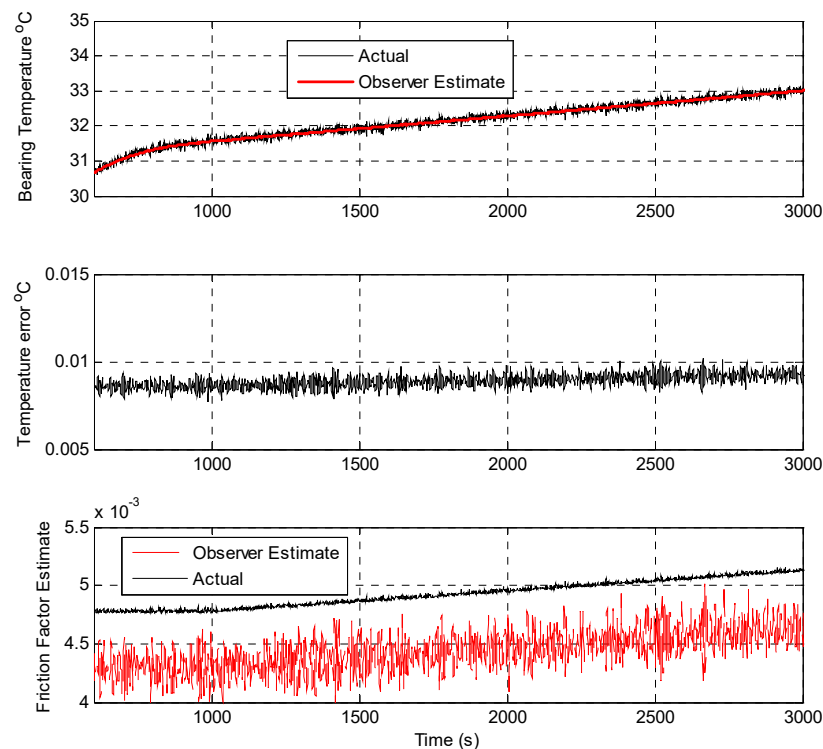 35
34
33
32
31
30
Bearing Temperature °C
Actual
Observer Estimate
1000 1500 2000 2500 3000
0.015
0.01
0.005
Temperature error °C
1000 1500 2000 2500 3000
x 10⁻³
5.5
5
4.5
4
Friction Factor Estimate
Observer Estimate
Actual
1000 1500 2000 2500 3000
Time (s)